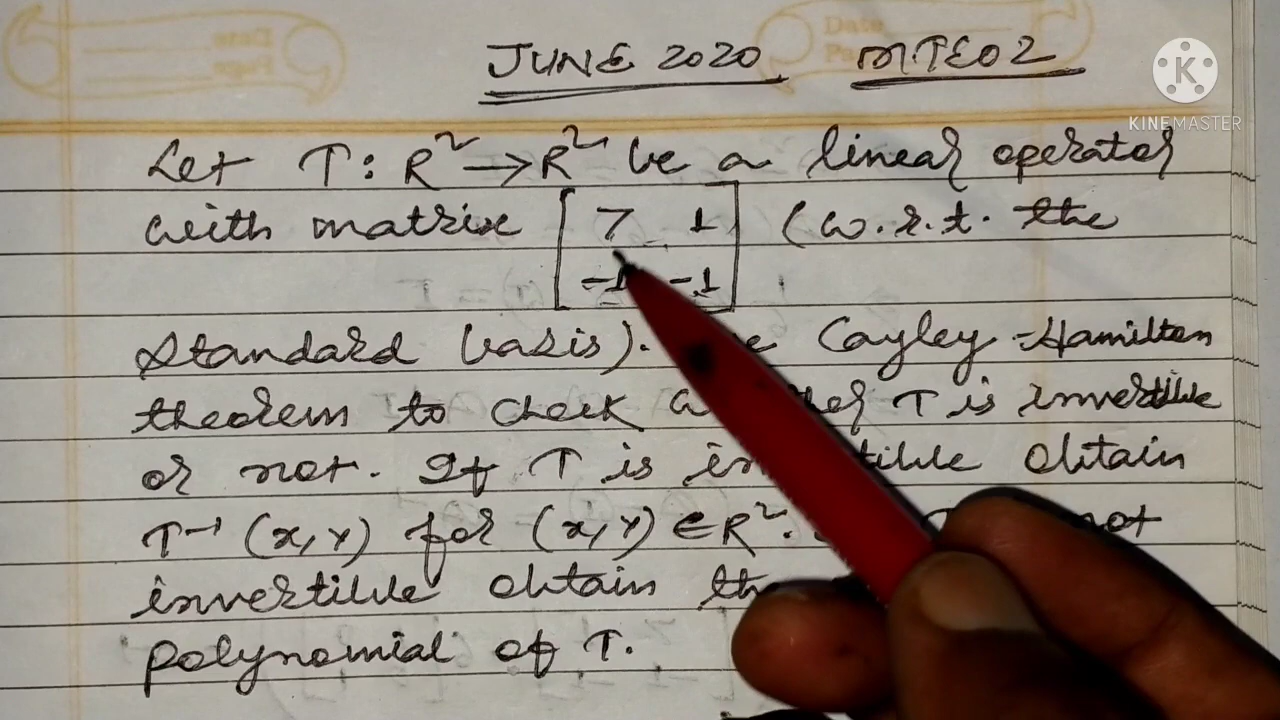 JUNE 2020 MTE02
K
KINEMASTER
Let T: R² → R² be a linear operator
with matrix [ 7 1 (w.r.t. the
-1 -1 ]
standard basis). Cayley-Hamilton
theorem to check T is invertible
or not. If T is obtain
T⁻¹ (x,y) for (x,y) ∈ R². not
invertible obtain
polynomial of T.